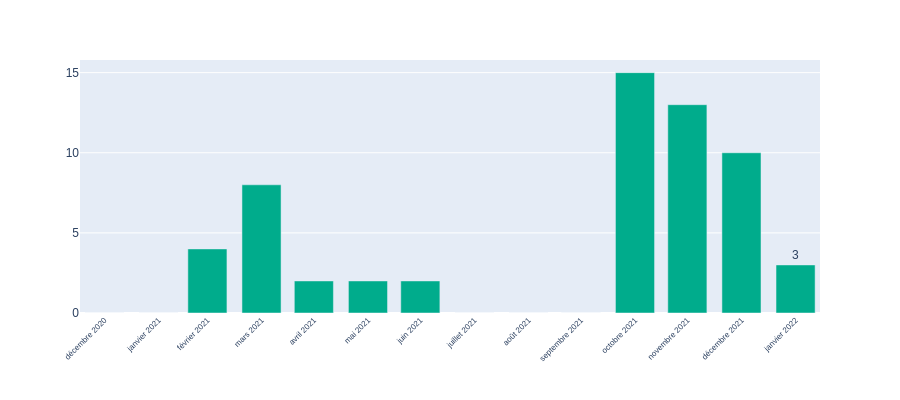 15
10
5
0
3
décembre 2020
janvier 2021
février 2021
mars 2021
avril 2021
mai 2021
juin 2021
juillet 2021
août 2021
septembre 2021
octobre 2021
novembre 2021
décembre 2021
janvier 2022